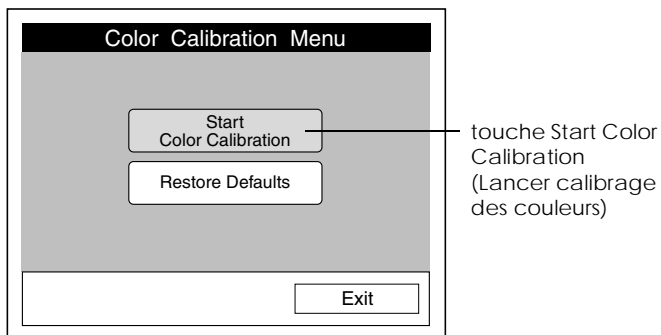 Color Calibration Menu
Start
Color Calibration
Restore Defaults
Exit
touche Start Color
Calibration
(Lancer calibrage
des couleurs)